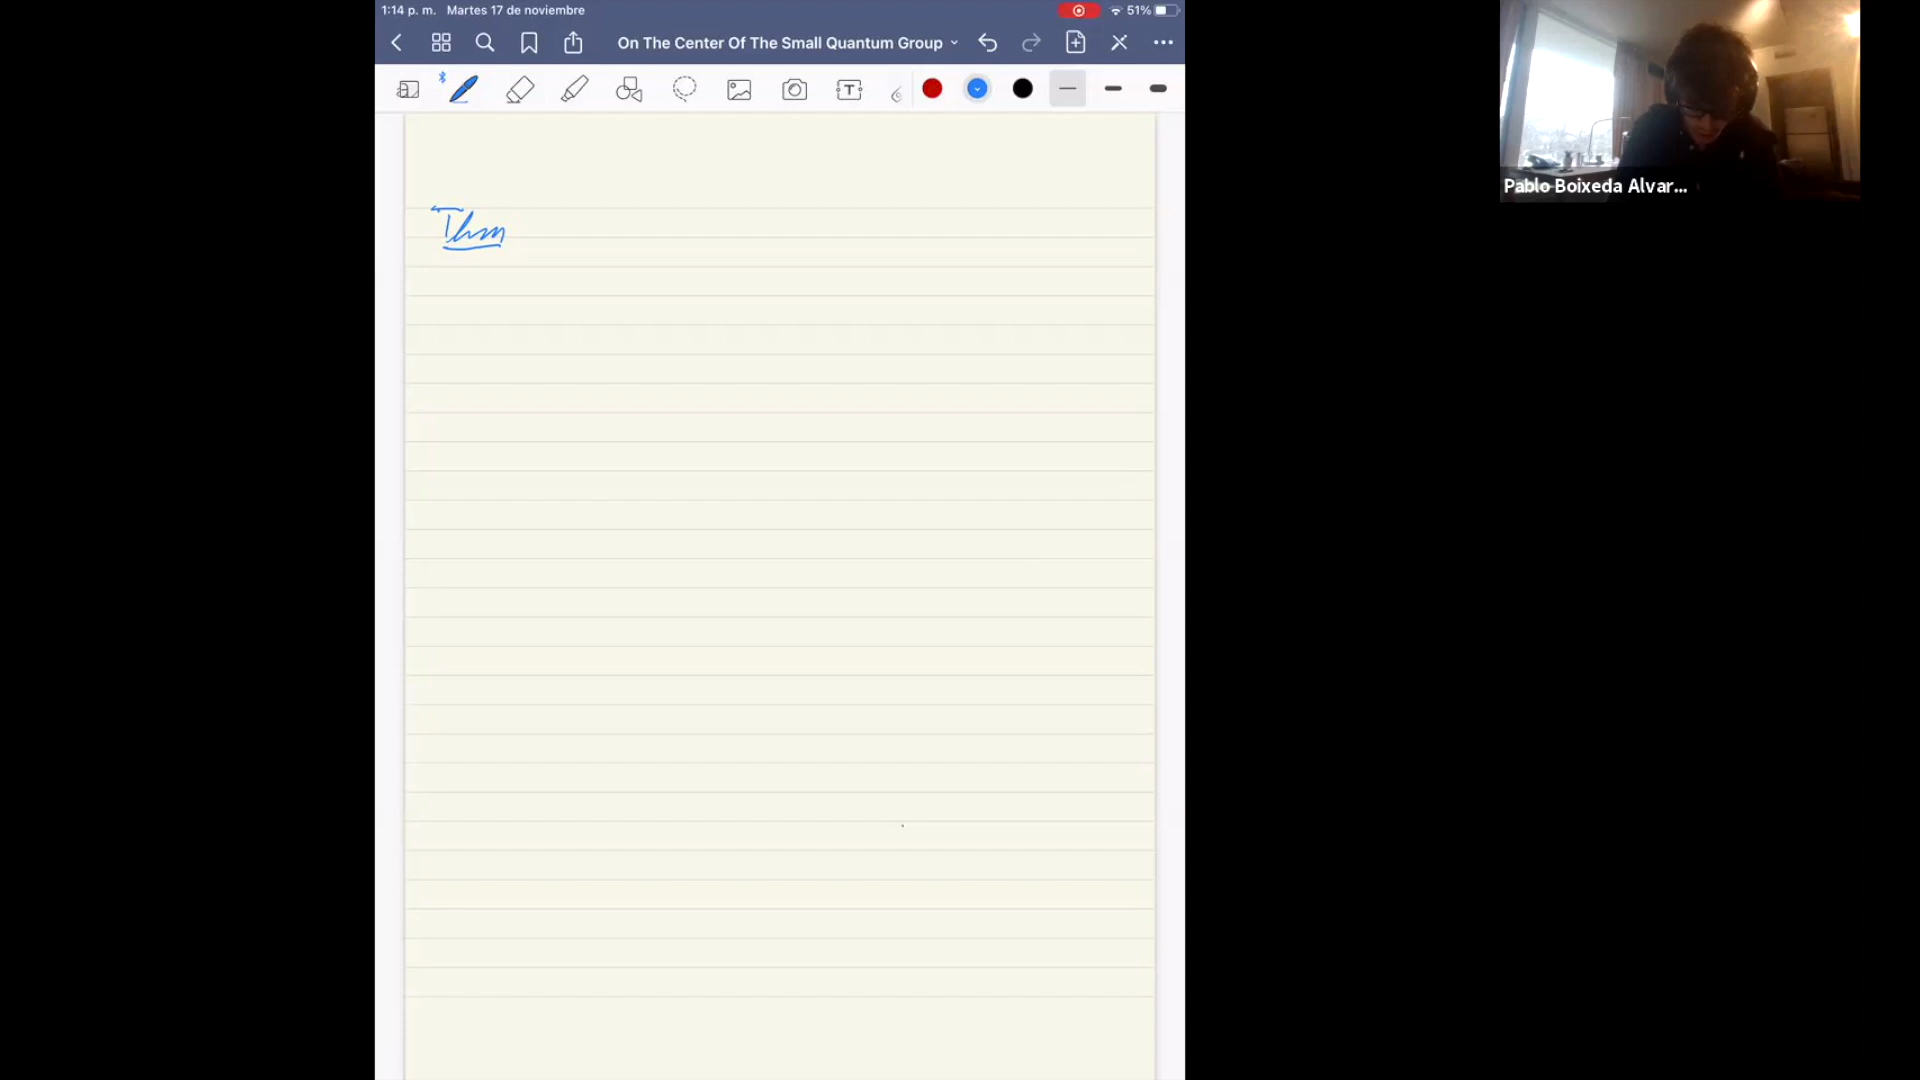 1:14 p. m. Martes 17 de noviembre
51%
On The Center Of The Small Quantum Group
T
Thm
Pablo Boixeda Alvar...